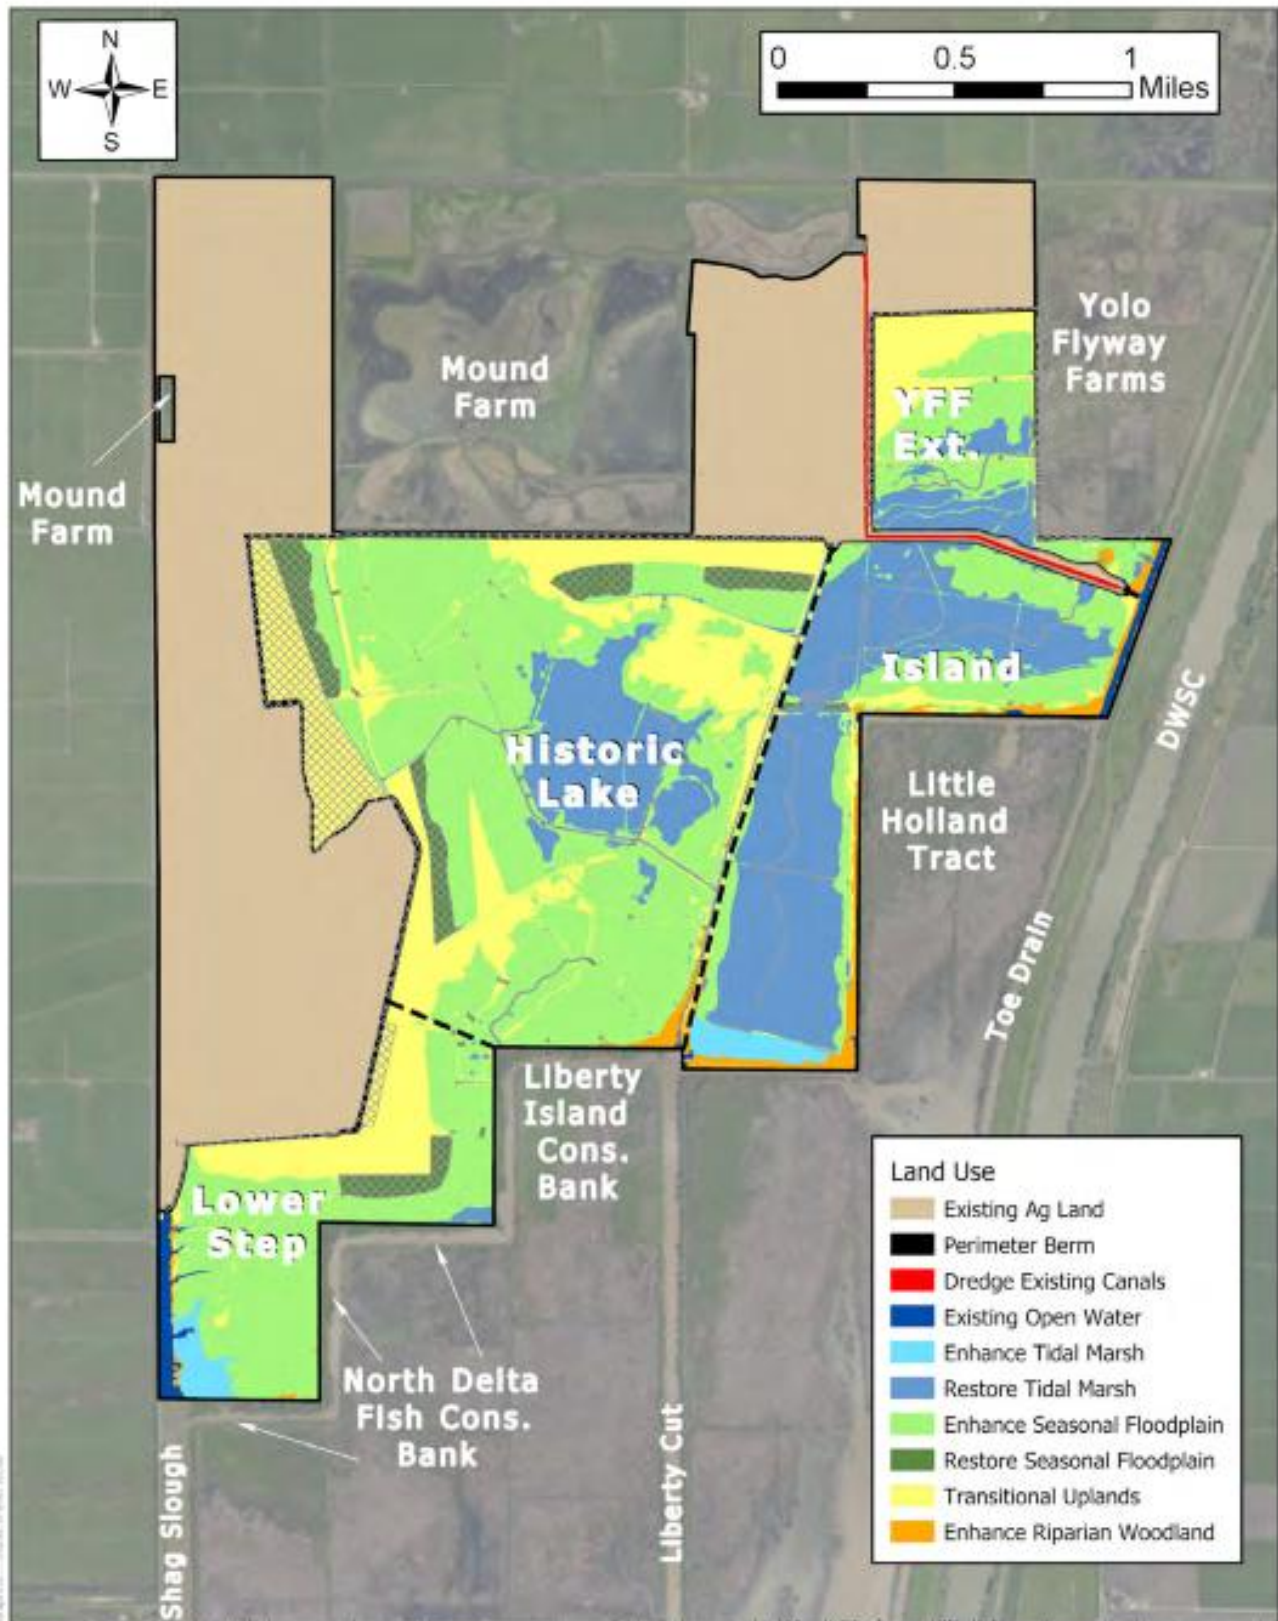 N
W E
S
0 0.5 1
Miles
Yolo
Flyway
Farms
Mound
Farm
YFF
Ext.
Mound
Farm
Island
DWSC
Historic
Lake
Little
Holland
Tract
Toe Drain
Liberty
Island
Cons.
Bank
Lower
Step
North Delta
Fish Cons.
Bank
Shag Slough
Liberty Cut
Land Use
Existing Ag Land
Perimeter Berm
Dredge Existing Canals
Existing Open Water
Enhance Tidal Marsh
Restore Tidal Marsh
Enhance Seasonal Floodplain
Restore Seasonal Floodplain
Transitional Uplands
Enhance Riparian Woodland